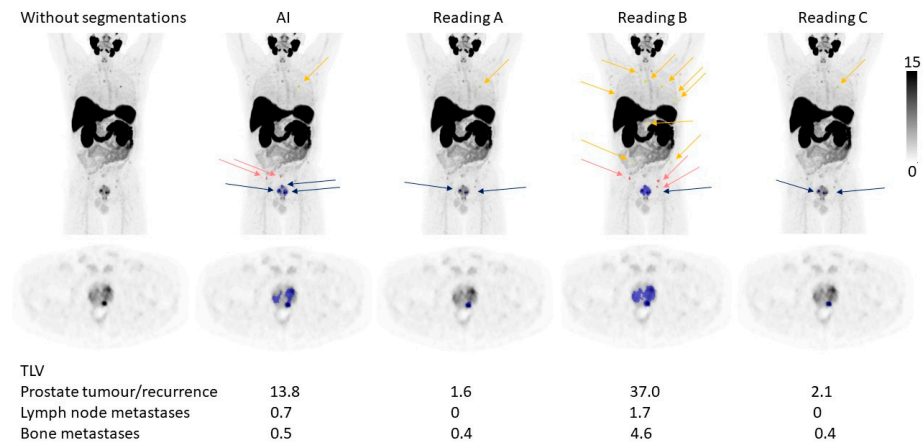 Without segmentations AI Reading A Reading B Reading C
15
0
TLV
Prostate tumour/recurrence 13.8 1.6 37.0 2.1
Lymph node metastases 0.7 0 1.7 0
Bone metastases 0.5 0.4 4.6 0.4